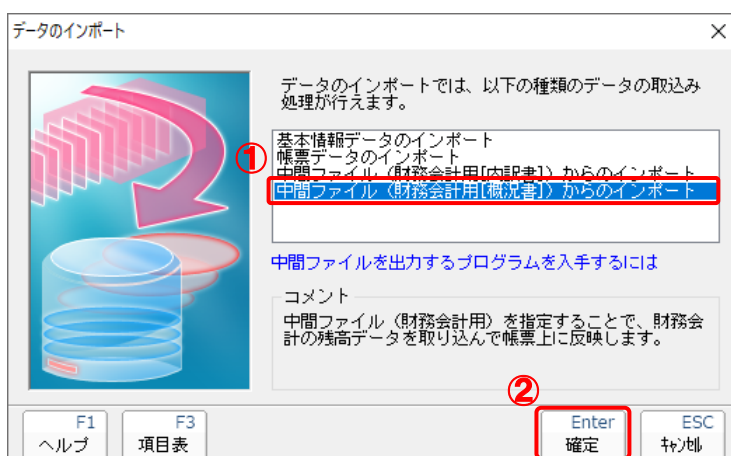 データのインポート
データのインポートでは、以下の種類のデータの取込み
処理が行えます。
①
基本情報データのインポート
帳票データのインポート
中間ファイル（財務会計用[内訳書]）からのインポート
中間ファイル（財務会計用[概況書]）からのインポート
中間ファイルを出力するプログラムを入手するには
コメント
中間ファイル（財務会計用）を指定することで、財務会
計の残高データを取り込んで帳票上に反映します。
②
F1
ヘルプ
F3
項目表
Enter
確定
ESC
ｷｬﾝｾﾙ